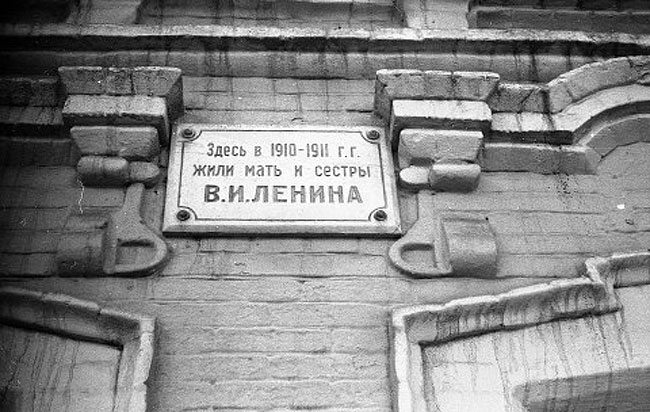 Здесь в 1910-1911 г.г.
жили мать и сестры
В.И.ЛЕНИНА